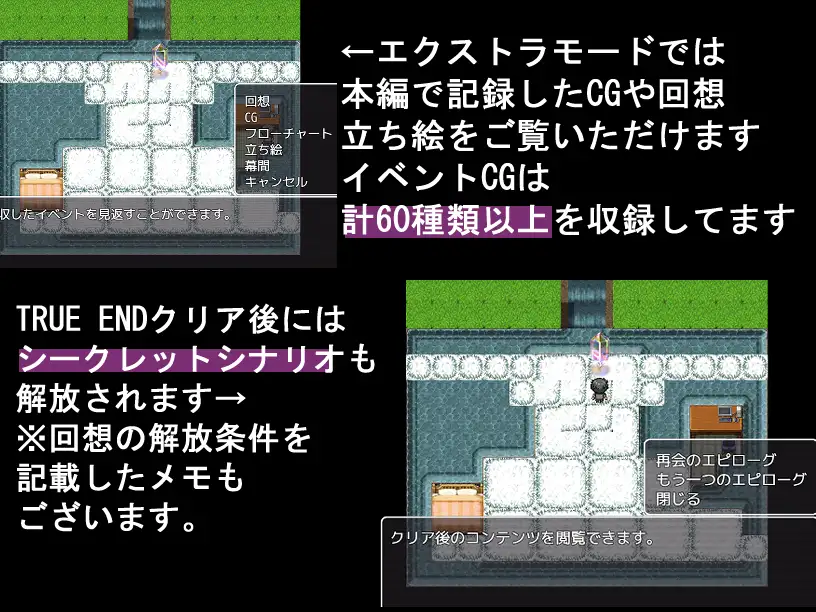 ←エクストラモードでは
本編で記録したCGや回想
立ち絵をご覧いただけます
イベントCGは
計60種類以上を収録してます
回想
CG
フローチャート
立ち絵
幕間
キャンセル
収したイベントを見返すことができます。
TRUE ENDクリア後には
シークレットシナリオも
解放されます→
※回想の解放条件を
記載したメモも
ございます。
再会のエピローグ
もう一つのエピローグ
閉じる
クリア後のコンテンツを閲覧できます。